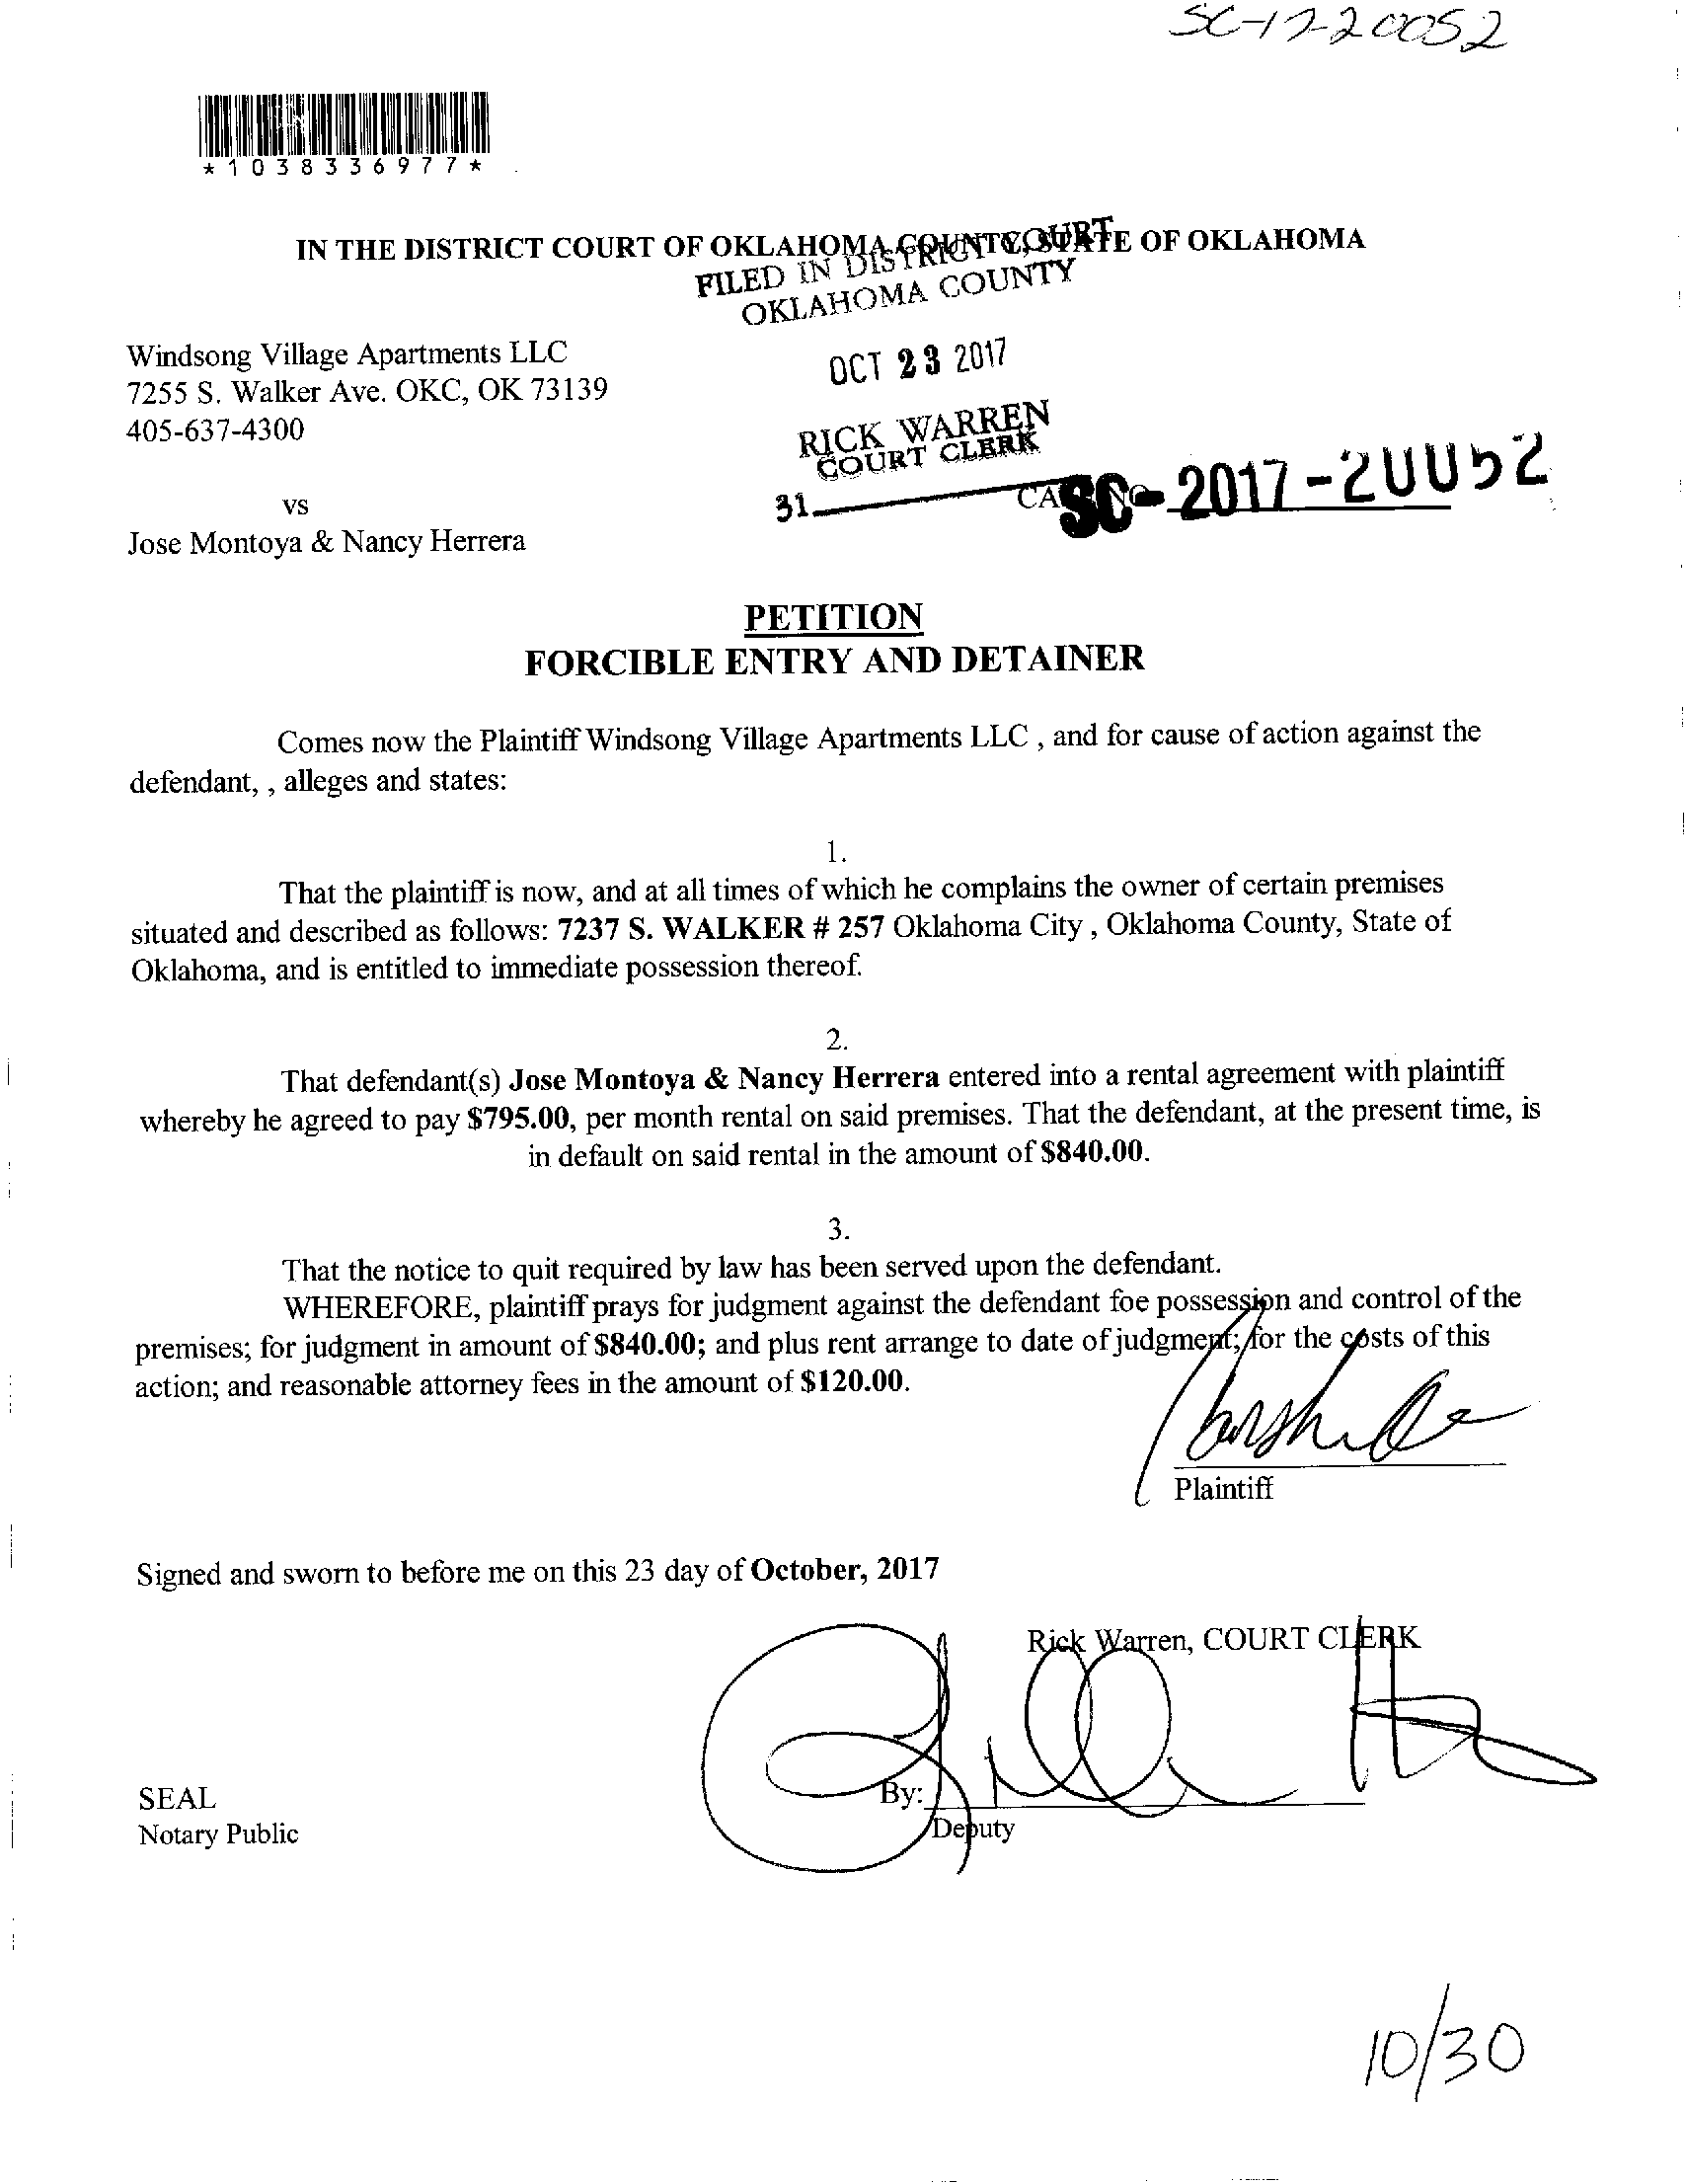 SC-17-20052
*1038336977*
IN THE DISTRICT COURT OF OKLAHOMA COUNTY, STATE OF OKLAHOMA
FILED IN DISTRICT COURT
OKLAHOMA COUNTY
Windsong Village Apartments LLC
7255 S. Walker Ave. OKC, OK 73139
405-637-4300
OCT 23 2017
RICK WARREN
COURT CLERK
31
SC-2017-20052
vs
Jose Montoya & Nancy Herrera
PETITION
FORCIBLE ENTRY AND DETAINER
Comes now the Plaintiff Windsong Village Apartments LLC , and for cause of action against the
defendant, , alleges and states:
1.
That the plaintiff is now, and at all times of which he complains the owner of certain premises
situated and described as follows: 7237 S. WALKER # 257 Oklahoma City , Oklahoma County, State of
Oklahoma, and is entitled to immediate possession thereof.
2.
That defendant(s) Jose Montoya & Nancy Herrera entered into a rental agreement with plaintiff
whereby he agreed to pay $795.00, per month rental on said premises. That the defendant, at the present time, is
in default on said rental in the amount of $840.00.
3.
That the notice to quit required by law has been served upon the defendant.
WHEREFORE, plaintiff prays for judgment against the defendant foe possession and control of the
premises; for judgment in amount of $840.00; and plus rent arrange to date of judgment; for the costs of this
action; and reasonable attorney fees in the amount of $120.00.
Plaintiff
Signed and sworn to before me on this 23 day of October, 2017
Rick Warren, COURT CLERK
By:
Deputy
SEAL
Notary Public
10/30